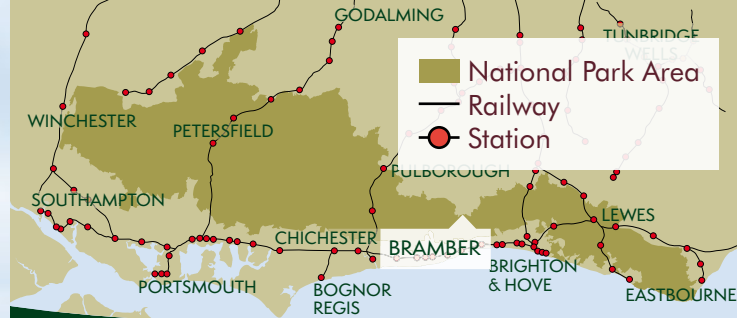 GODALMING
TUNBRIDGE
WELLS
National Park Area
Railway
Station
WINCHESTER
PETERSFIELD
PULBOROUGH
SOUTHAMPTON
LEWES
CHICHESTER
BRAMBER
BRIGHTON
& HOVE
PORTSMOUTH
BOGNOR
REGIS
EASTBOURNE